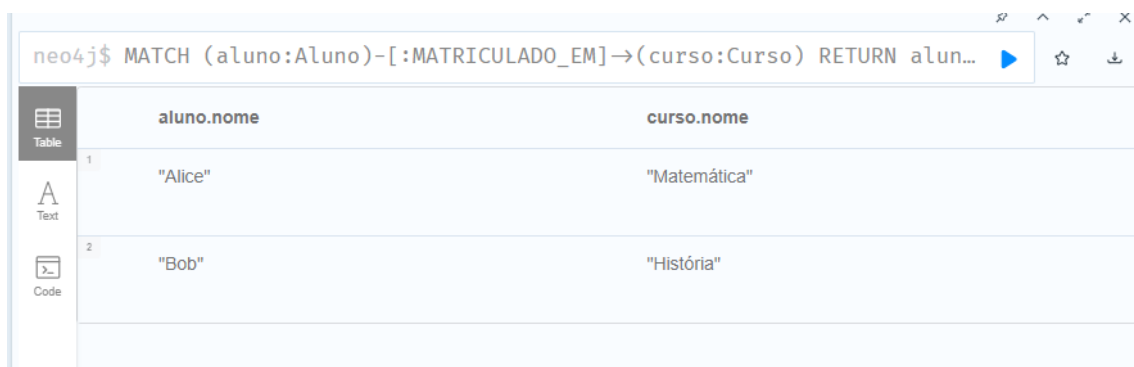 neo4j$ MATCH (aluno:Aluno)-[:MATRICULADO_EM]→(curso:Curso) RETURN alun…
Table
aluno.nome curso.nome
1 "Alice" "Matemática"
Text
2 "Bob" "História"
Code